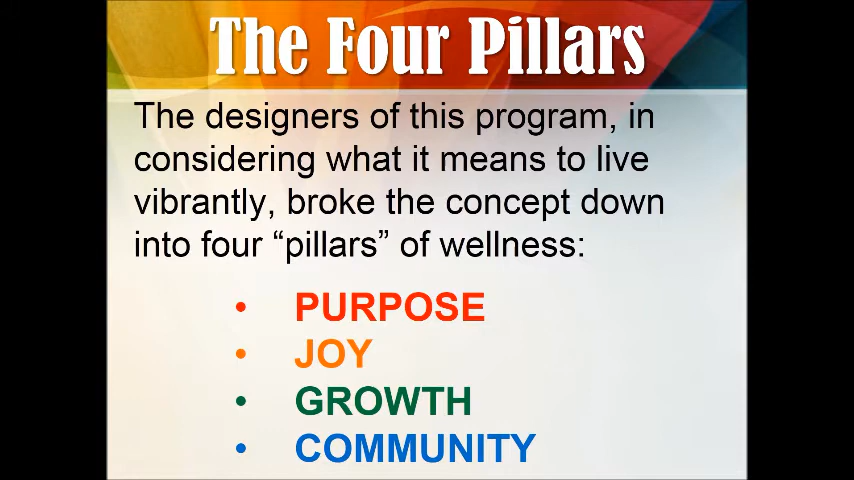 The Four Pillars
The designers of this program, in
considering what it means to live
vibrantly, broke the concept down
into four “pillars” of wellness:
• PURPOSE
• JOY
• GROWTH
• COMMUNITY